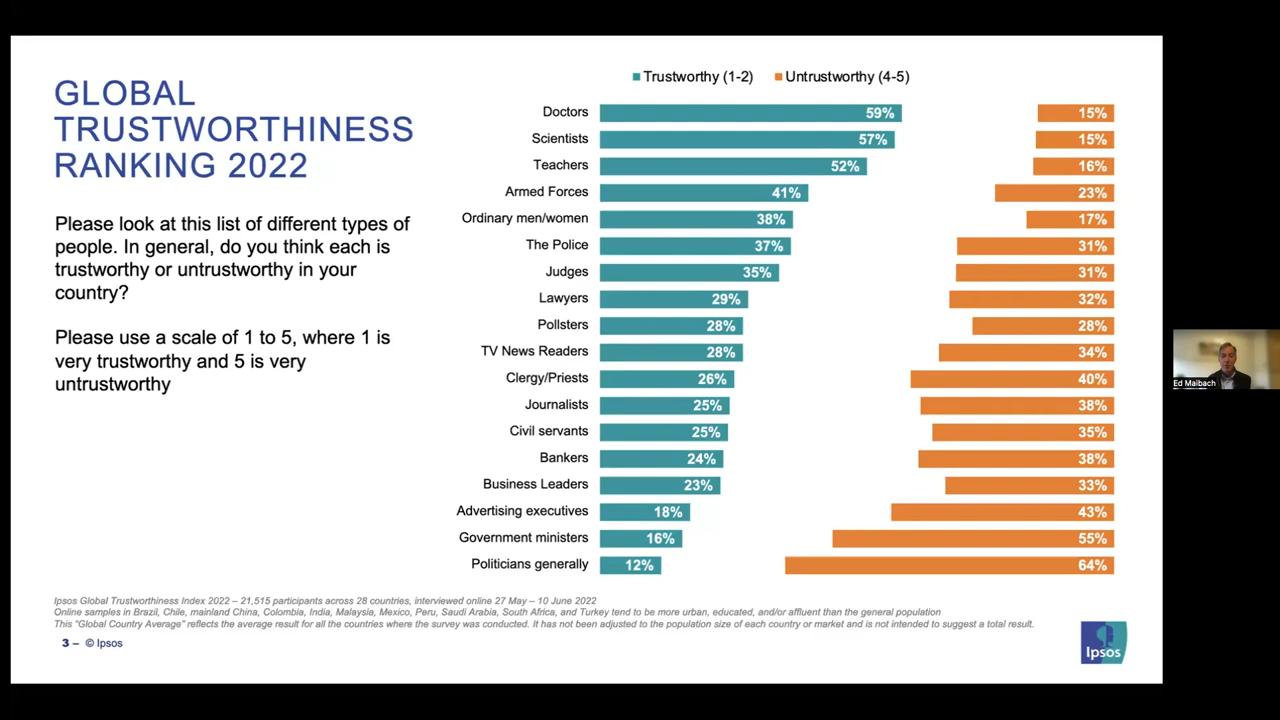 GLOBAL
TRUSTWORTHINESS
RANKING 2022
Please look at this list of different types of
people. In general, do you think each is
trustworthy or untrustworthy in your
country?
Please use a scale of 1 to 5, where 1 is
very trustworthy and 5 is very
untrustworthy
Trustworthy (1-2) Untrustworthy (4-5)
Doctors 59% 15%
Scientists 57% 15%
Teachers 52% 16%
Armed Forces 41% 23%
Ordinary men/women 38% 17%
The Police 37% 31%
Judges 35% 31%
Lawyers 29% 32%
Pollsters 28% 28%
TV News Readers 28% 34%
Clergy/Priests 26% 40%
Journalists 25% 38%
Civil servants 25% 35%
Bankers 24% 38%
Business Leaders 23% 33%
Advertising executives 18% 43%
Government ministers 16% 55%
Politicians generally 12% 64%
Ipsos Global Trustworthiness Index 2022 – 21,515 participants across 28 countries, interviewed online 27 May – 10 June 2022
Online samples in Brazil, Chile, mainland China, Colombia, India, Malaysia, Mexico, Peru, Saudi Arabia, South Africa, and Turkey tend to be more urban, educated, and/or affluent than the general population
This "Global Country Average" reflects the average result for all the countries where the survey was conducted. It has not been adjusted to the population size of each country or market and is not intended to suggest a total result.
3 – © Ipsos
Ipsos
Ed Maibach